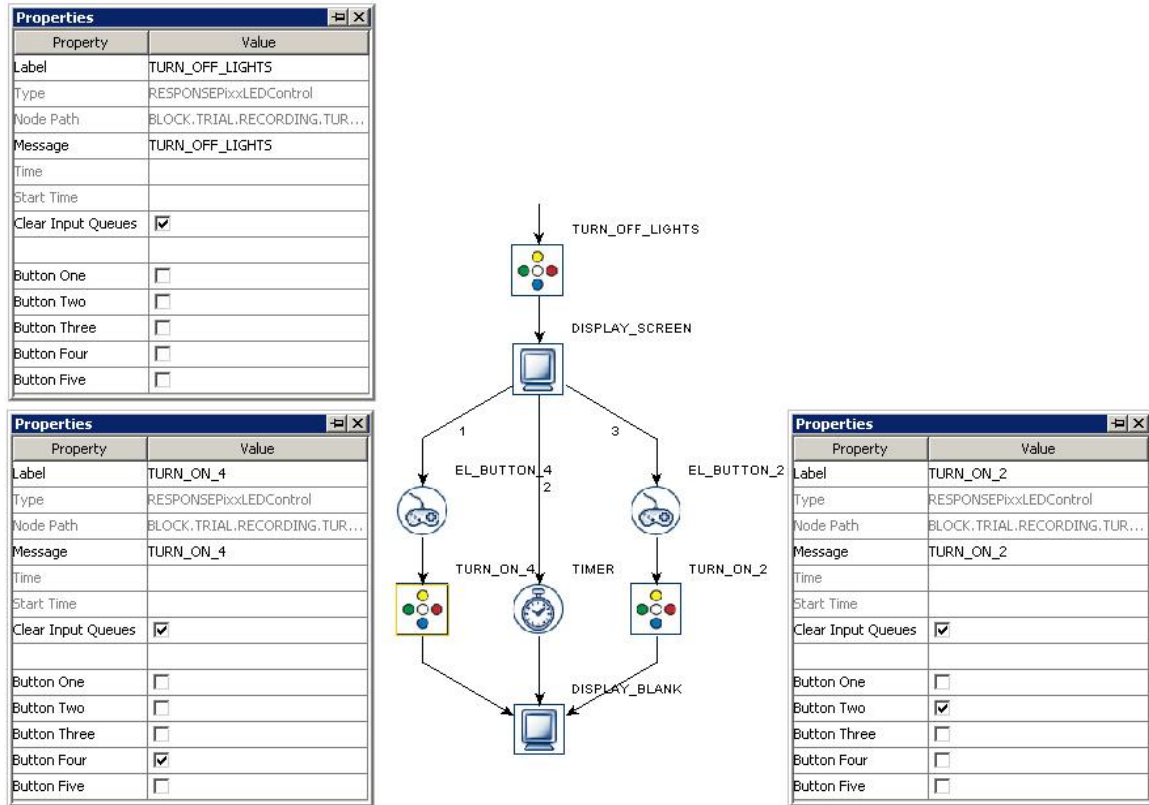 Properties
Property Value
Label TURN_OFF_LIGHTS
Type RESPONSEPixxLEDControl
Node Path BLOCK.TRIAL.RECORDING.TUR...
Message TURN_OFF_LIGHTS
Time
Start Time
Clear Input Queues
Button One
Button Two
Button Three
Button Four
Button Five
TURN_OFF_LIGHTS
DISPLAY_SCREEN
1
3
EL_BUTTON_4
2
EL_BUTTON_2
TURN_ON_4
TIMER
TURN_ON_2
DISPLAY_BLANK
Properties
Property Value
Label TURN_ON_4
Type RESPONSEPixxLEDControl
Node Path BLOCK.TRIAL.RECORDING.TUR...
Message TURN_ON_4
Time
Start Time
Clear Input Queues
Button One
Button Two
Button Three
Button Four
Button Five
Properties
Property Value
Label TURN_ON_2
Type RESPONSEPixxLEDControl
Node Path BLOCK.TRIAL.RECORDING.TUR...
Message TURN_ON_2
Time
Start Time
Clear Input Queues
Button One
Button Two
Button Three
Button Four
Button Five